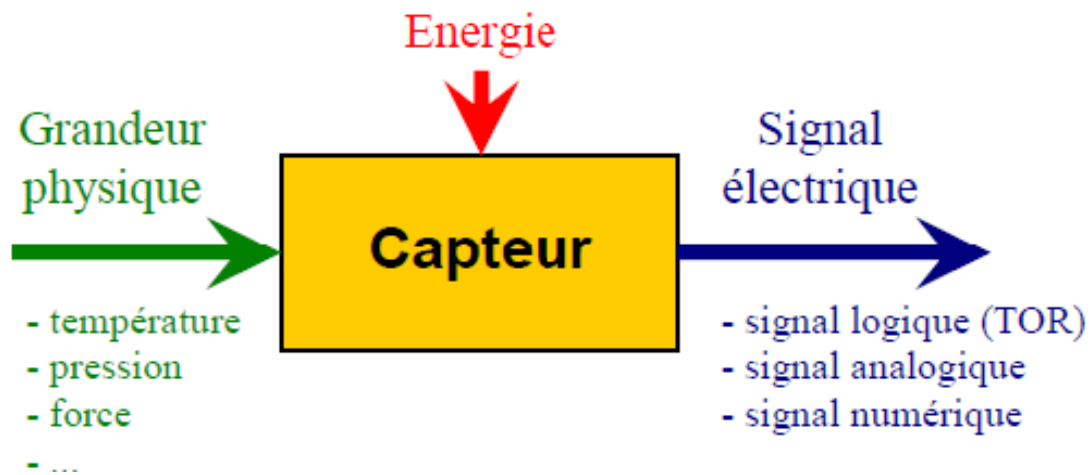 Energie
Grandeur
physique
Signal
électrique
Capteur
- température
- pression
- force
- ...
- signal logique (TOR)
- signal analogique
- signal numérique